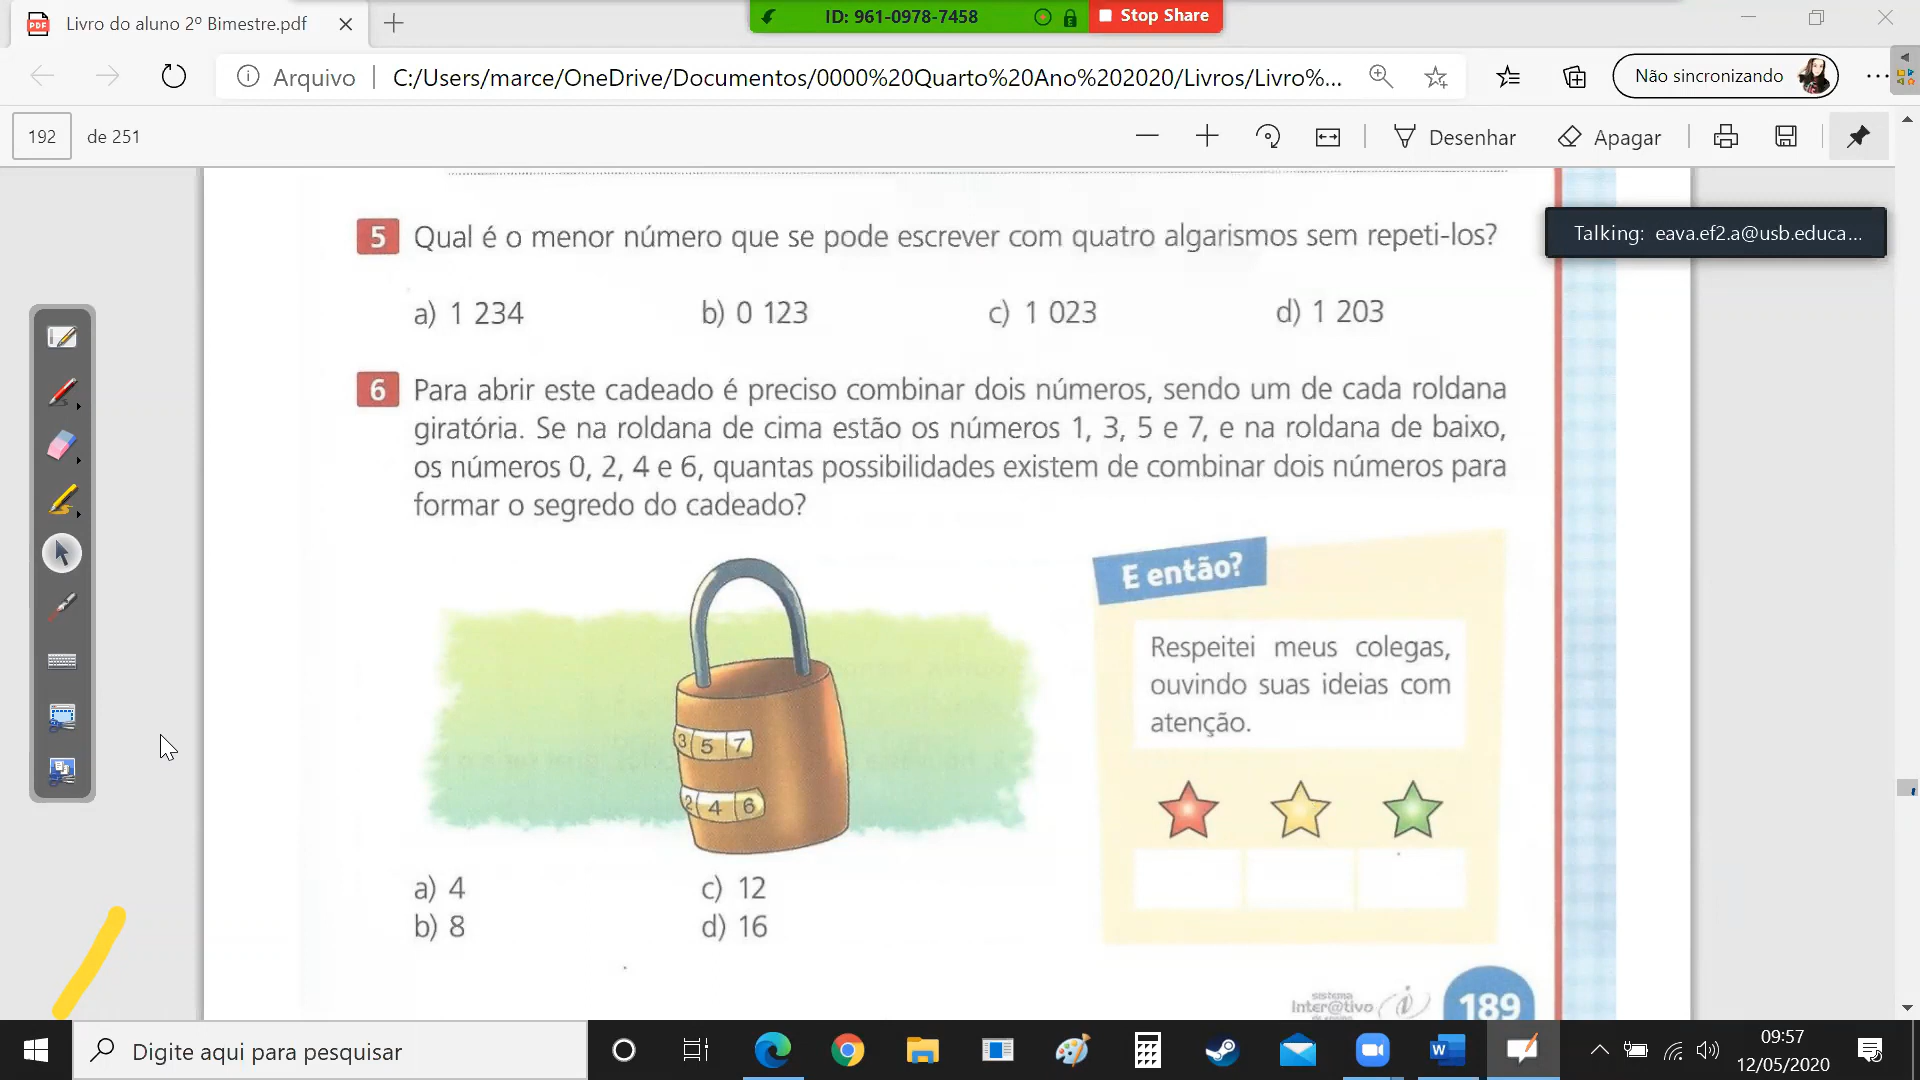 Livro do aluno 2º Bimestre.pdf
ID: 961-0978-7458
Stop Share
Arquivo
C:/Users/marce/OneDrive/Documentos/0000%20Quarto%20Ano%202020/Livros/Livro%...
Não sincronizando
192 de 251
Desenhar
Apagar
Talking: eava.ef2.a@usb.educa...
5 Qual é o menor número que se pode escrever com quatro algarismos sem repeti-los?
a) 1 234 b) 0 123 c) 1 023 d) 1 203
6 Para abrir este cadeado é preciso combinar dois números, sendo um de cada roldana
giratória. Se na roldana de cima estão os números 1, 3, 5 e 7, e na roldana de baixo,
os números 0, 2, 4 e 6, quantas possibilidades existem de combinar dois números para
formar o segredo do cadeado?
3 5 7
2 4 6
a) 4 c) 12
b) 8 d) 16
E então?
Respeitei meus colegas,
ouvindo suas ideias com
atenção.
sistema
inter@tivo
189
Digite aqui para pesquisar
09:57
12/05/2020